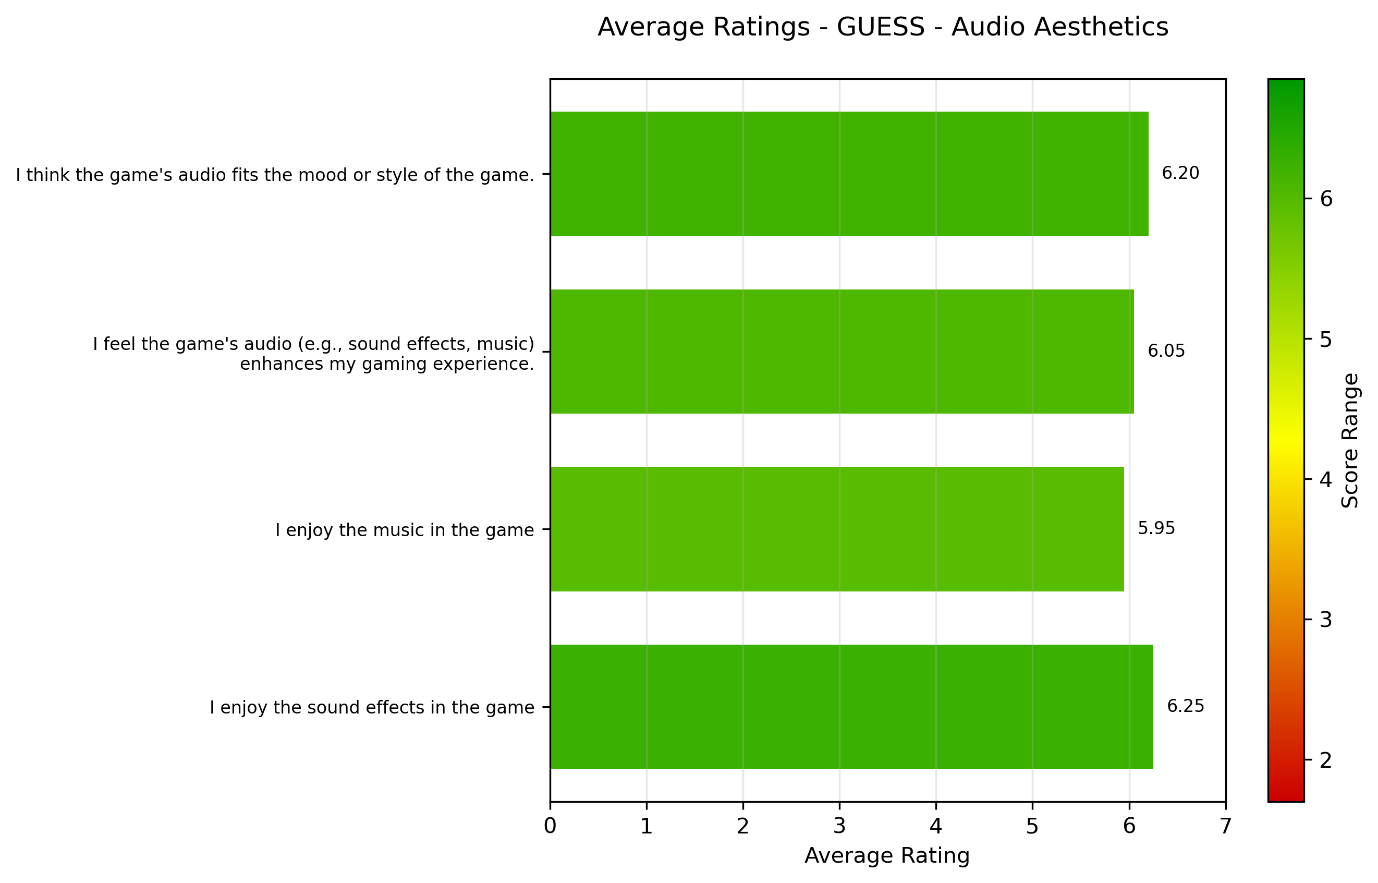 Average Ratings - GUESS - Audio Aesthetics
I think the game's audio fits the mood or style of the game.
6.20
I feel the game's audio (e.g., sound effects, music)
enhances my gaming experience.
6.05
I enjoy the music in the game
5.95
I enjoy the sound effects in the game
6.25
0 1 2 3 4 5 6 7
Average Rating
6
5
4
3
2
Score Range